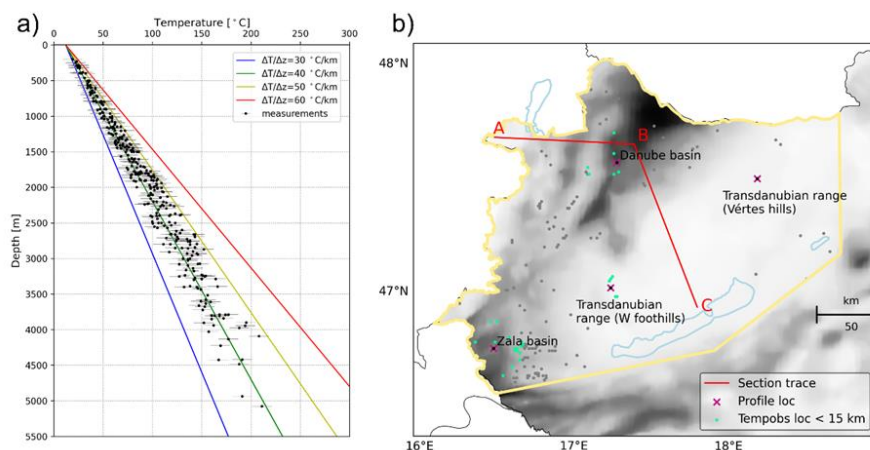 a)
Temperature [°C]
0 50 100 150 200 250 300
Depth [m]
0
500
1000
1500
2000
2500
3000
3500
4000
4500
5000
5500
ΔT/Δz=30 °C/km
ΔT/Δz=40 °C/km
ΔT/Δz=50 °C/km
ΔT/Δz=60 °C/km
measurements
b)
48°N
47°N
16°E 17°E 18°E
A
B
C
Danube basin
Transdanubian range
(Vértes hills)
Transdanubian
range (W foothills)
Zala basin
km
50
Section trace
Profile loc
Tempobs loc < 15 km